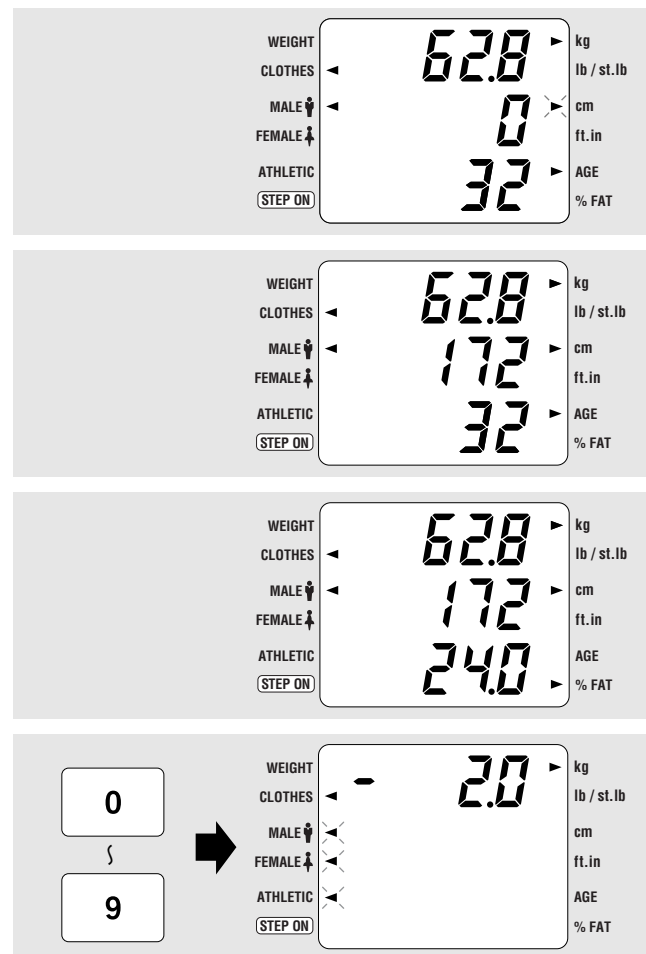 WEIGHT 62.8 kg
CLOTHES lb / st.lb
MALE 0 cm
FEMALE ft.in
ATHLETIC 32 AGE
STEP ON % FAT
WEIGHT 62.8 kg
CLOTHES lb / st.lb
MALE 172 cm
FEMALE ft.in
ATHLETIC 32 AGE
STEP ON % FAT
WEIGHT 62.8 kg
CLOTHES lb / st.lb
MALE 172 cm
FEMALE ft.in
ATHLETIC 24.0 AGE
STEP ON % FAT
0
9
WEIGHT - 2.0 kg
CLOTHES lb / st.lb
MALE cm
FEMALE ft.in
ATHLETIC AGE
STEP ON % FAT